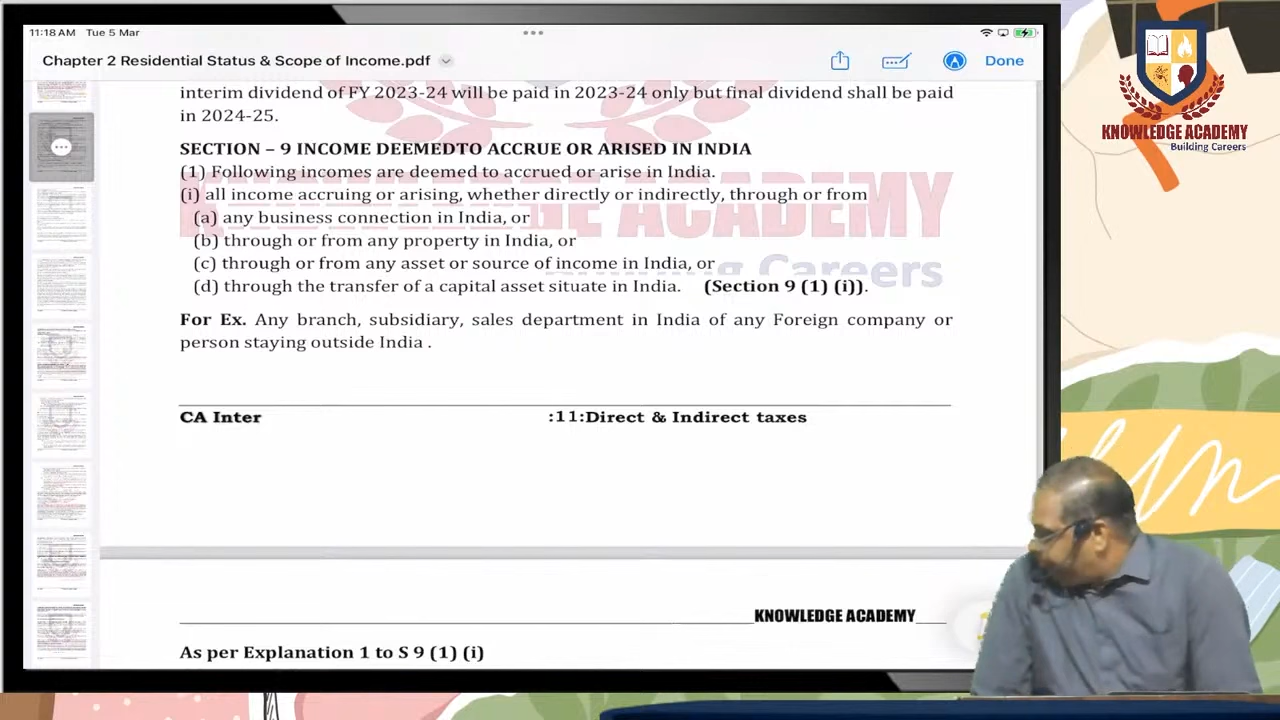 11:18 AM Tue 5 Mar
Chapter 2 Residential Status & Scope of Income.pdf
Done
interim dividend of FY 2023-24 would paid in 2023-24 only but final dividend shall be paid
in 2024-25.
SECTION – 9 INCOME DEEMEDTO ACCRUE OR ARISED IN INDIA
(1) Following incomes are deemed to accrued or arise in India.
(i) all income accruing or arising, whether directly or indirectly, through or from
any business connection in India, or
(b) through or from any property in India, or
(c) through or from any asset or source of income in India or
(d) through the transfer of a capital asset situate in India. (Section 9 (1) (i)).
For Ex. Any branch, subsidiary, sales department in India of any Foreign company or
person staying outside India
CA Inter :11: Direct & Indirect taxes
KNOWLEDGE ACADEMY
As per Explanation 1 to S.9 (1) (i)
KNOWLEDGE ACADEMY
Building Careers